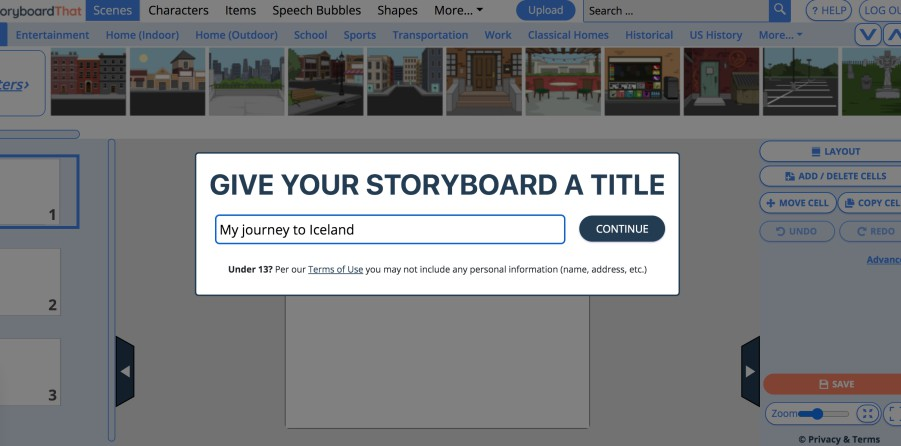 oryboardThat Scenes Characters Items Speech Bubbles Shapes More... Upload Search ... ? HELP LOG OU
Entertainment Home (Indoor) Home (Outdoor) School Sports Transportation Work Classical Homes Historical US History More...
ters›
LAYOUT
GIVE YOUR STORYBOARD A TITLE
ADD / DELETE CELLS
MOVE CELL COPY CEL
1
My journey to Iceland CONTINUE
UNDO REDO
Advanc
Under 13? Per our Terms of Use you may not include any personal information (name, address, etc.)
2
SAVE
3
Zoom
© Privacy & Terms